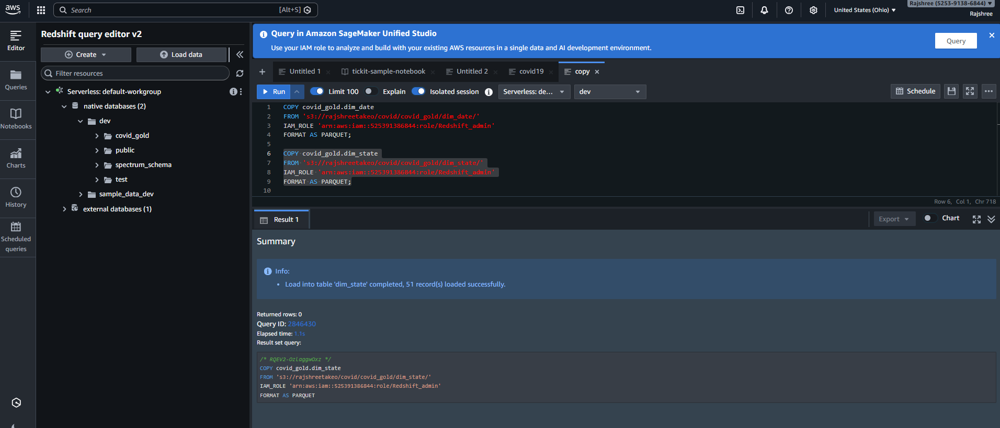 aws
Search
[Alt+S]
United States (Ohio)
Rajshree (5253-9138-6844)
Rajshree
Editor
Queries
Notebooks
Charts
History
Scheduled
queries
Redshift query editor v2
Create
Load data
Filter resources
Serverless: default-workgroup
native databases (2)
dev
covid_gold
public
spectrum_schema
test
sample_data_dev
external databases (1)
Query in Amazon SageMaker Unified Studio
Use your IAM role to analyze and build with your existing AWS resources in a single data and AI development environment.
Query
Untitled 1
tickit-sample-notebook
Untitled 2
covid19
copy
Run
Limit 100
Explain
Isolated session
Serverless: de...
dev
Schedule
1 COPY covid_gold.dim_date
2 FROM 's3://rajshreetakeo/covid/covid_gold/dim_date/'
3 IAM_ROLE 'arn:aws:iam::525391386844:role/Redshift_admin'
4 FORMAT AS PARQUET;
5
6 COPY covid_gold.dim_state
7 FROM 's3://rajshreetakeo/covid/covid_gold/dim_state/'
8 IAM_ROLE 'arn:aws:iam::525391386844:role/Redshift_admin'
9 FORMAT AS PARQUET;
10
Row 6, Col 1, Chr 718
Result 1
Export
Chart
Summary
Info:
• Load into table 'dim_state' completed, 51 record(s) loaded successfully.
Returned rows: 0
Query ID: 2846430
Elapsed time: 1.1s
Result set query:
/* RQEV2-OzlaggwOxz */
COPY covid_gold.dim_state
FROM 's3://rajshreetakeo/covid/covid_gold/dim_state/'
IAM_ROLE 'arn:aws:iam::525391386844:role/Redshift_admin'
FORMAT AS PARQUET